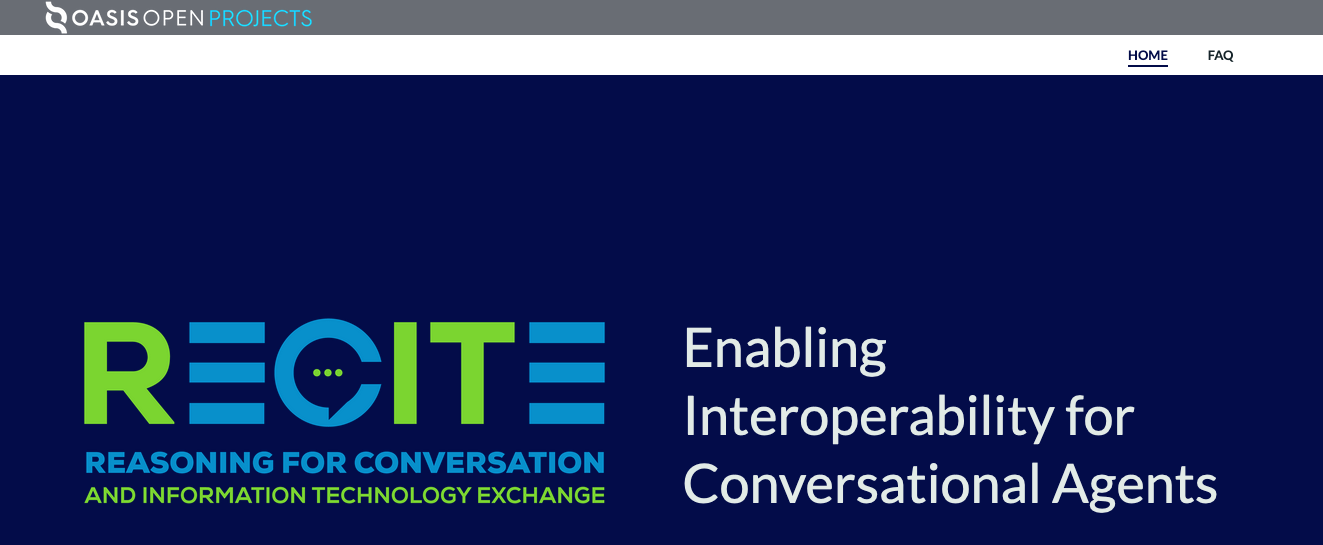 OASIS OPEN PROJECTS
HOME FAQ
RECITE
REASONING FOR CONVERSATION
AND INFORMATION TECHNOLOGY EXCHANGE
Enabling
Interoperability for
Conversational Agents